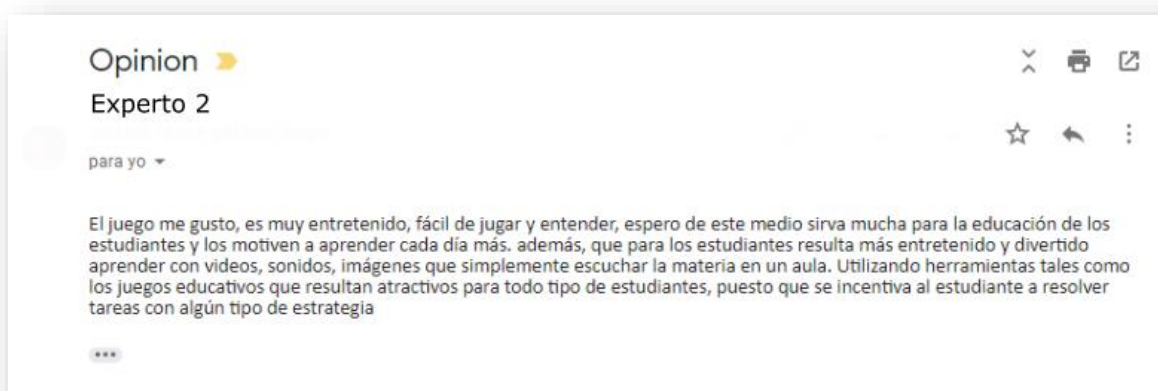 Opinion
Experto 2
para yo
El juego me gusto, es muy entretenido, fácil de jugar y entender, espero de este medio sirva mucha para la educación de los
estudiantes y los motiven a aprender cada día más. además, que para los estudiantes resulta más entretenido y divertido
aprender con videos, sonidos, imágenes que simplemente escuchar la materia en un aula. Utilizando herramientas tales como
los juegos educativos que resultan atractivos para todo tipo de estudiantes, puesto que se incentiva al estudiante a resolver
tareas con algún tipo de estrategia